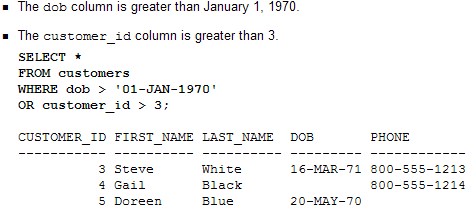 ▪ The dob column is greater than January 1, 1970.
▪ The customer_id column is greater than 3.
SELECT *
FROM customers
WHERE dob > '01-JAN-1970'
OR customer_id > 3;
CUSTOMER_ID FIRST_NAME LAST_NAME  DOB       PHONE
----------- ---------- ---------- --------- ------------
          3 Steve      White      16-MAR-71 800-555-1213
          4 Gail       Black                800-555-1214
          5 Doreen     Blue       20-MAY-70